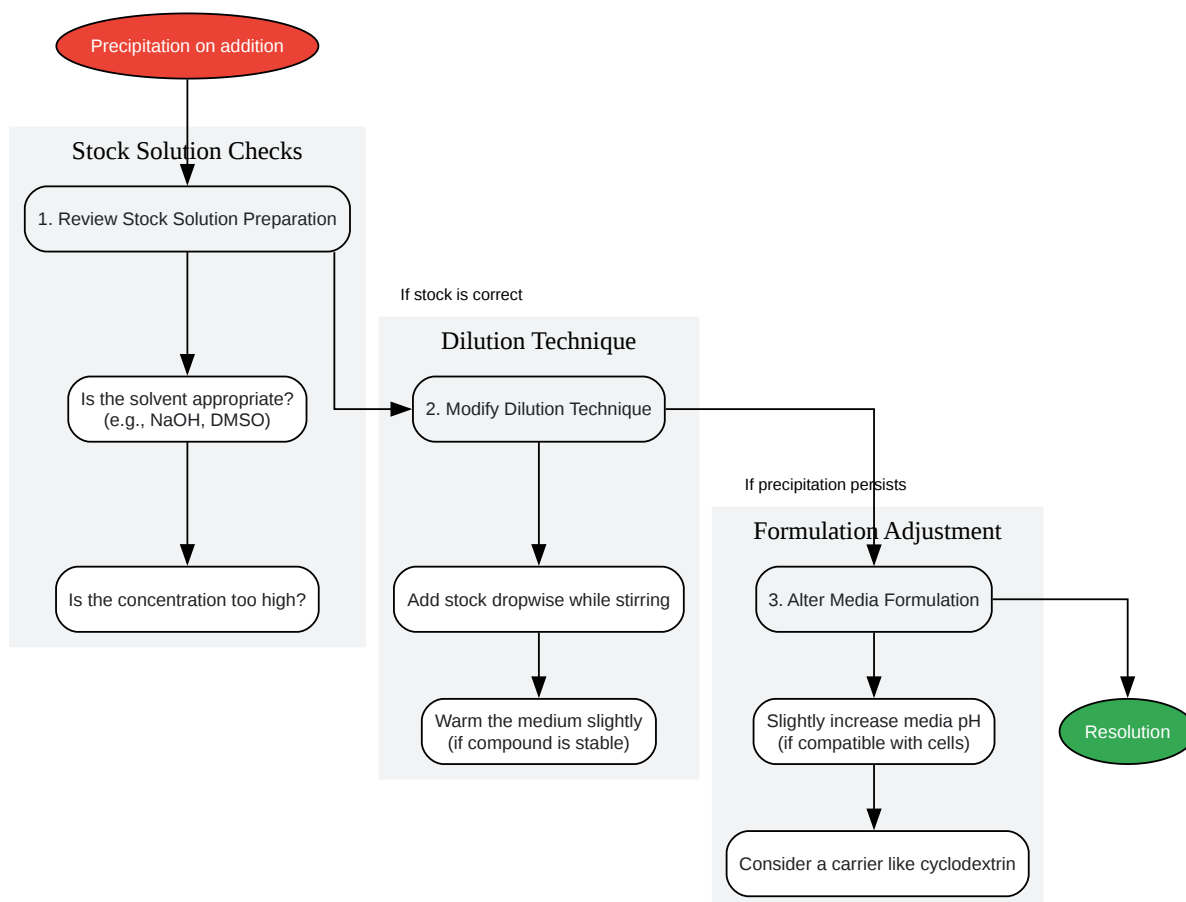 Precipitation on addition
Stock Solution Checks
1. Review Stock Solution Preparation
Is the solvent appropriate?
(e.g., NaOH, DMSO)
Is the concentration too high?
If stock is correct
Dilution Technique
2. Modify Dilution Technique
Add stock dropwise while stirring
Warm the medium slightly
(if compound is stable)
If precipitation persists
Formulation Adjustment
3. Alter Media Formulation
Slightly increase media pH
(if compatible with cells)
Consider a carrier like cyclodextrin
Resolution